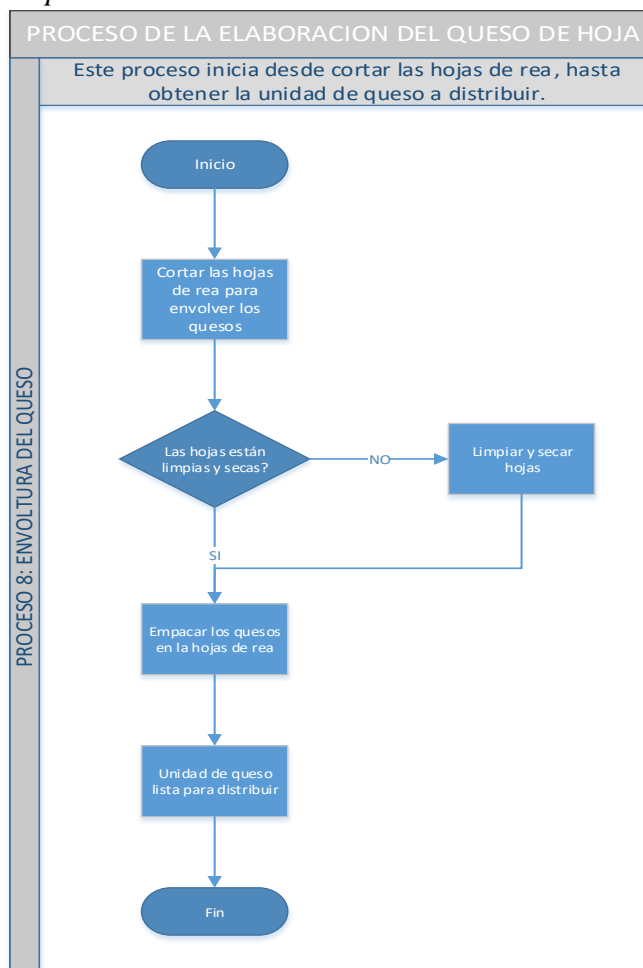 PROCESO DE LA ELABORACION DEL QUESO DE HOJA
Este proceso inicia desde cortar las hojas de rea, hasta
obtener la unidad de queso a distribuir.
PROCESO 8: ENVOLTURA DEL QUESO
Inicio
Cortar las hojas
de rea para
envolver los
quesos
Las hojas están
limpias y secas?
NO
Limpiar y secar
hojas
SI
Empacar los quesos
en la hojas de rea
Unidad de queso
lista para distribuir
Fin